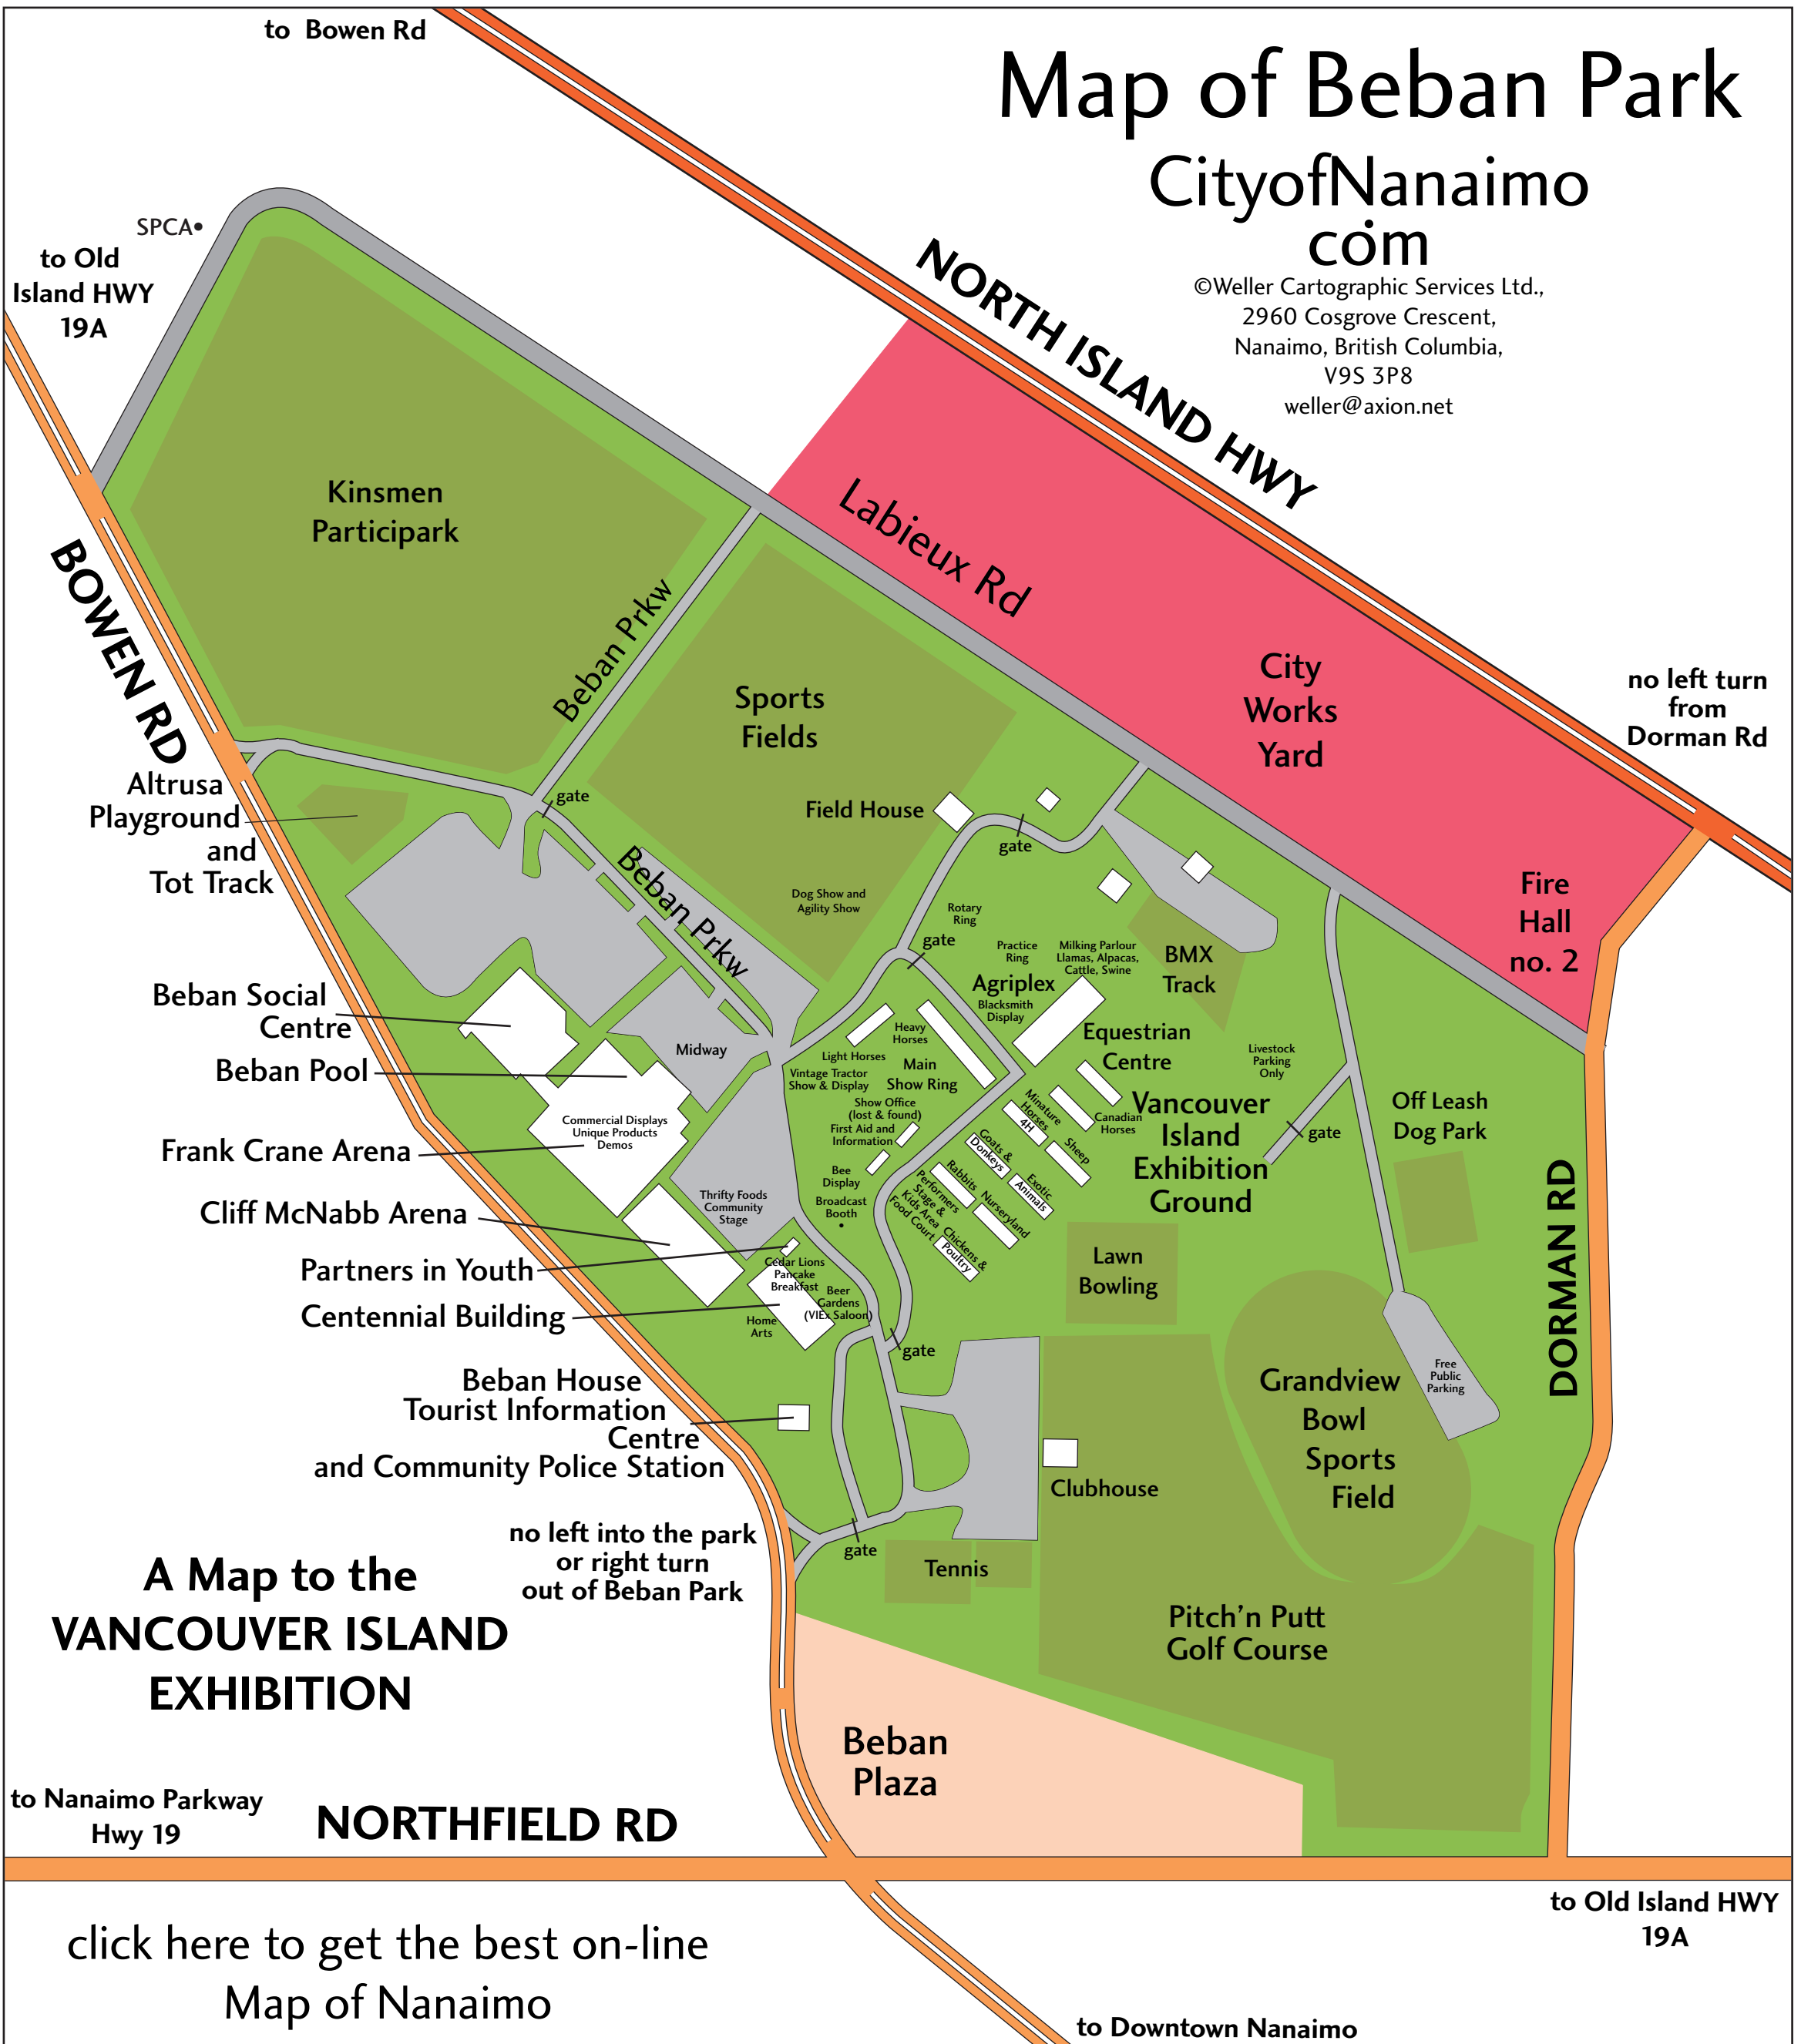 to Bowen Rd
Map of Beban Park
CityofNanaimo
.
com
©Weller Cartographic Services Ltd.,
2960 Cosgrove Crescent,
Nanaimo, British Columbia,
V9S 3P8
weller@axion.net
SPCA•
to Old
Island HWY
19A
NORTH ISLAND HWY
Labieux Rd
Kinsmen
Participark
BOWEN RD
Beban Prkw
Sports
Fields
City
Works
Yard
no left turn
from
Dorman Rd
Altrusa
Playground
and
Tot Track
gate
Beban Prkw
Field House
gate
Dog Show and
Agility Show
Rotary
Ring
gate
Practice
Ring
Milking Parlour
Llamas, Alpacas,
Cattle, Swine
BMX
Track
Fire
Hall
no. 2
Agriplex
Blacksmith
Display
Equestrian
Centre
Beban Social
Centre
Beban Pool
Midway
Heavy
Horses
Light Horses
Main
Show Ring
Vintage Tractor
Show & Display
Show Office
(lost & found)
First Aid and
Information
Livestock
Parking
Only
Commercial Displays
Unique Products
Demos
Frank Crane Arena
Minature
Horses
4H
Canadian
Horses
Vancouver
Island
Exhibition
Ground
gate
Off Leash
Dog Park
Goats &
Donkeys
Sheep
Bee
Display
Broadcast
Booth
•
Rabbits
Exotic
Animals
Performers
Stage &
Kids Area
Food Court
Nurseryland
Chickens &
Poultry
Thrifty Foods
Community
Stage
Cliff McNabb Arena
Partners in Youth
Cedar Lions
Pancake
Breakfast
Centennial Building
Beer
Gardens
(VIEx Saloon)
Home
Arts
Lawn
Bowling
gate
DORMAN RD
Beban House
Tourist Information
Centre
and Community Police Station
Free
Public
Parking
Grandview
Bowl
Sports
Field
Clubhouse
no left into the park
or right turn
out of Beban Park
gate
Tennis
A Map to the
VANCOUVER ISLAND
EXHIBITION
Pitch’n Putt
Golf Course
Beban
Plaza
to Nanaimo Parkway
Hwy 19
NORTHFIELD RD
to Old Island HWY
19A
click here to get the best on-line
Map of Nanaimo
to Downtown Nanaimo